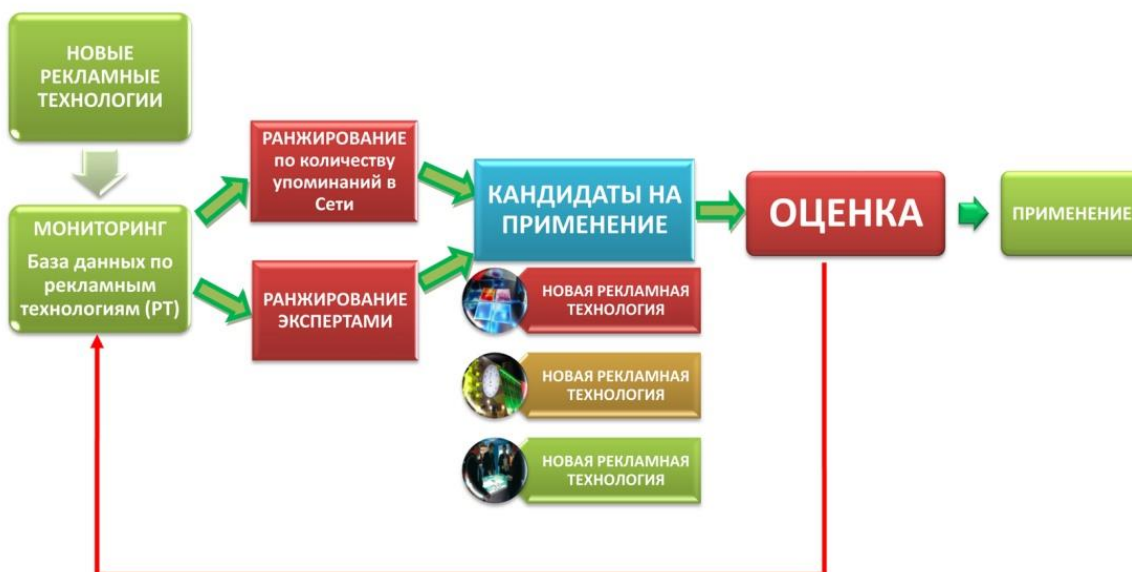 НОВЫЕ
РЕКЛАМНЫЕ
ТЕХНОЛОГИИ
МОНИТОРИНГ
База данных по
рекламным
технологиям (РТ)
РАНЖИРОВАНИЕ
по количеству
упоминаний в
Сети
РАНЖИРОВАНИЕ
ЭКСПЕРТАМИ
КАНДИДАТЫ НА
ПРИМЕНЕНИЕ
НОВАЯ РЕКЛАМНАЯ
ТЕХНОЛОГИЯ
НОВАЯ РЕКЛАМНАЯ
ТЕХНОЛОГИЯ
НОВАЯ РЕКЛАМНАЯ
ТЕХНОЛОГИЯ
ОЦЕНКА
ПРИМЕНЕНИЕ